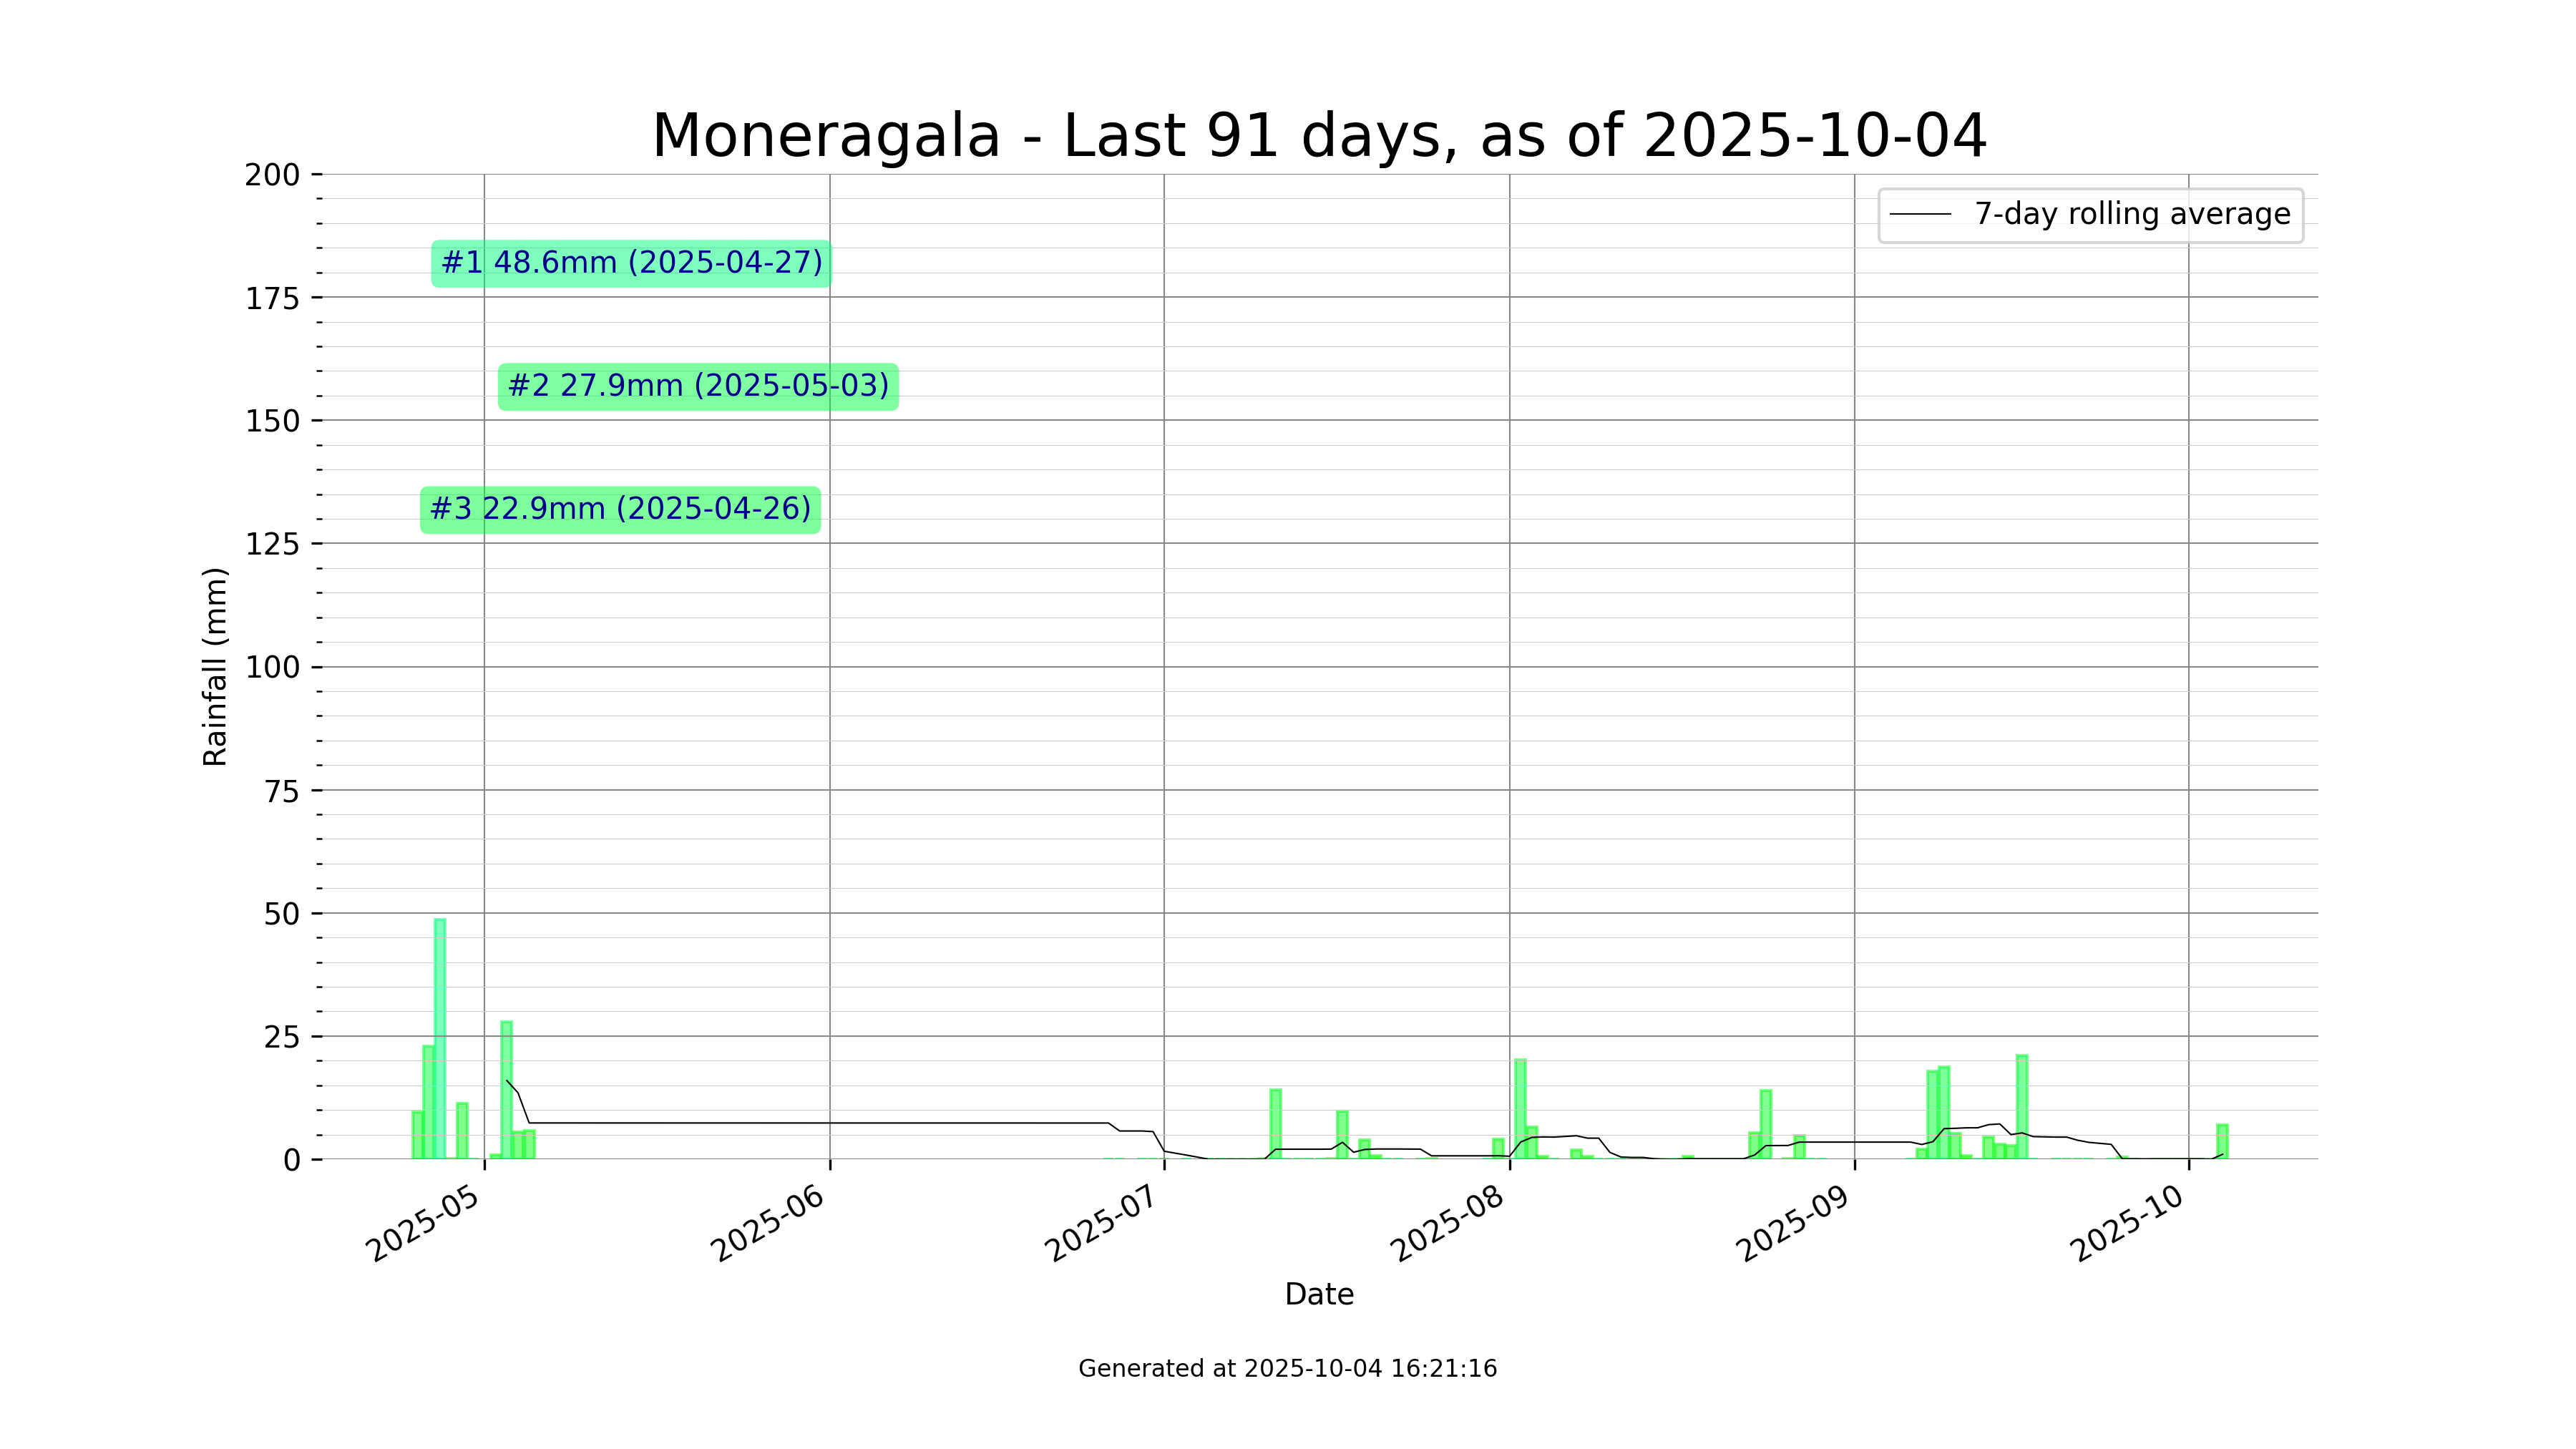 Moneragala - Last 91 days, as of 2025-10-04
7-day rolling average
#1 48.6mm (2025-04-27)
#2 27.9mm (2025-05-03)
#3 22.9mm (2025-04-26)
Rainfall (mm)
200
175
150
125
100
75
50
25
0
2025-05
2025-06
2025-07
2025-08
2025-09
2025-10
Date
Generated at 2025-10-04 16:21:16